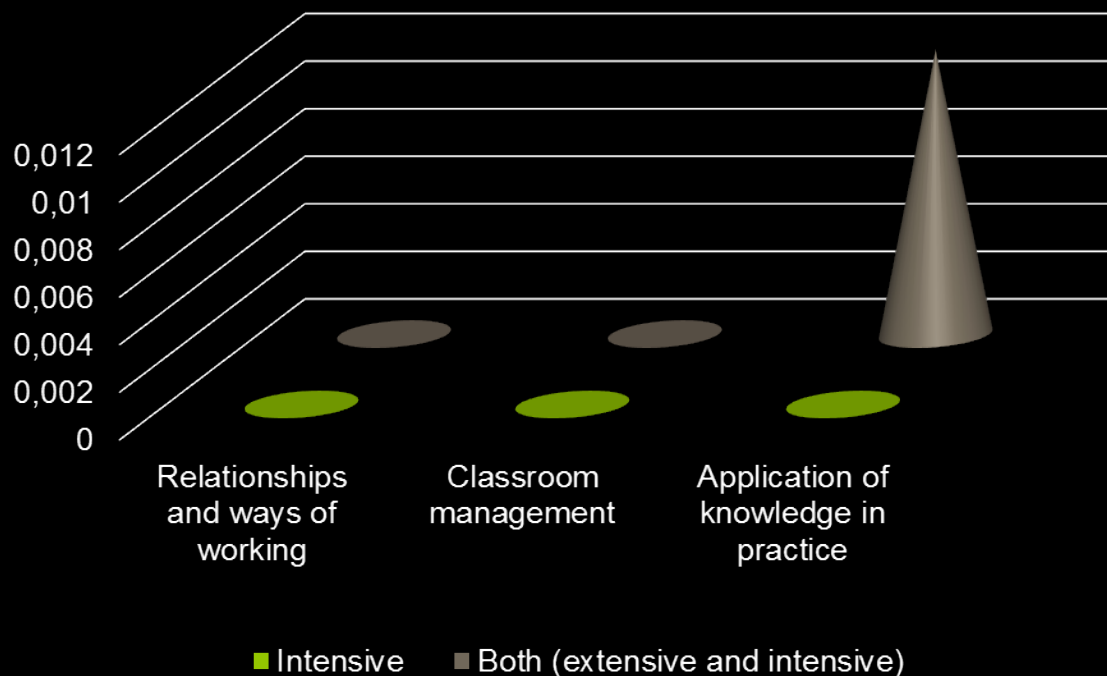 0,012
0,01
0,008
0,006
0,004
0,002
0
Relationships
and ways of
working
Classroom
management
Application of
knowledge in
practice
Intensive
Both (extensive and intensive)